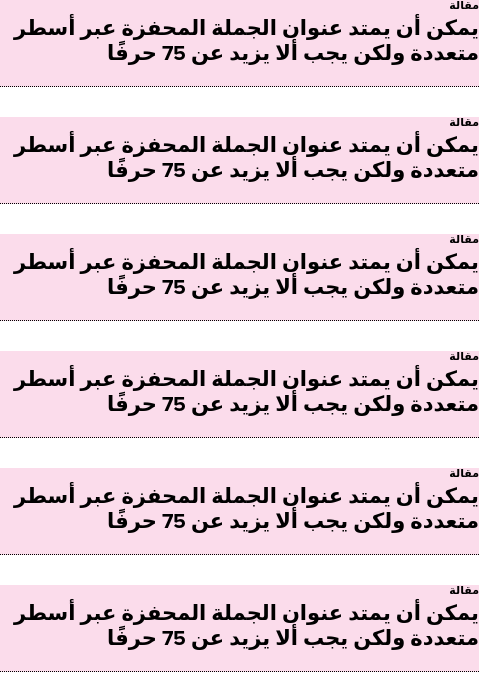 مقالة
يمكن أن يمتد عنوان الجملة المحفزة عبر أسطر
متعددة ولكن يجب ألا يزيد عن 75 حرفًا
مقالة
يمكن أن يمتد عنوان الجملة المحفزة عبر أسطر
متعددة ولكن يجب ألا يزيد عن 75 حرفًا
مقالة
يمكن أن يمتد عنوان الجملة المحفزة عبر أسطر
متعددة ولكن يجب ألا يزيد عن 75 حرفًا
مقالة
يمكن أن يمتد عنوان الجملة المحفزة عبر أسطر
متعددة ولكن يجب ألا يزيد عن 75 حرفًا
مقالة
يمكن أن يمتد عنوان الجملة المحفزة عبر أسطر
متعددة ولكن يجب ألا يزيد عن 75 حرفًا
مقالة
يمكن أن يمتد عنوان الجملة المحفزة عبر أسطر
متعددة ولكن يجب ألا يزيد عن 75 حرفًا